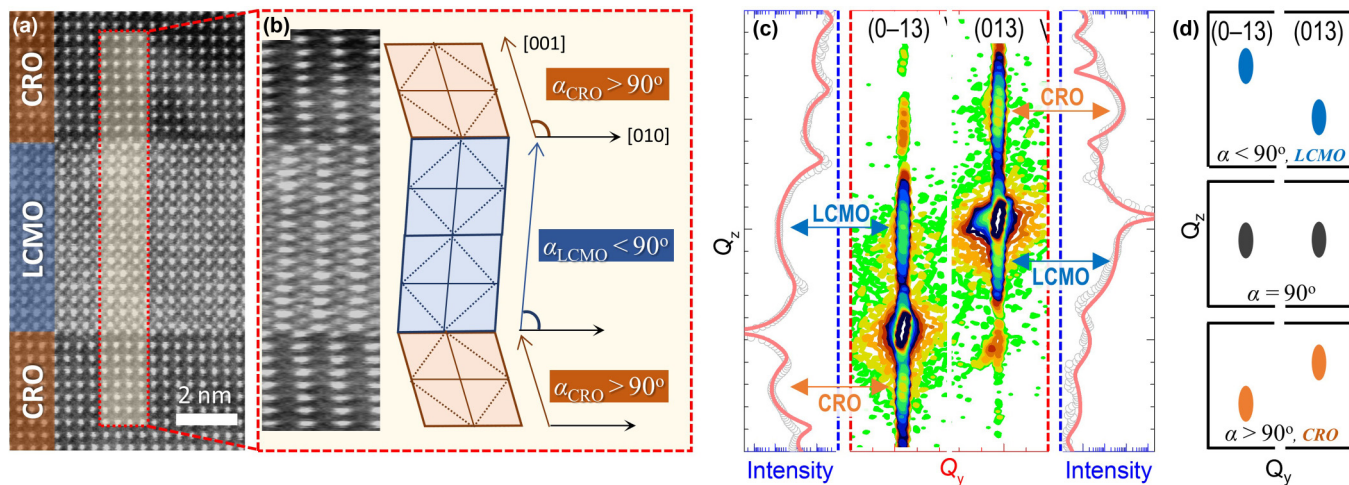 (a)
CRO
LCMO
CRO
2 nm
(b)
[001]
α_CRO > 90°
[010]
α_LCMO < 90°
α_CRO > 90°
(c)
(0–13)
(013)
CRO
LCMO
LCMO
CRO
Q_z
Intensity
Q_y
Intensity
(d)
(0–13) (013)
α < 90°, LCMO
Q_z
α = 90°
α > 90°, CRO
Q_y